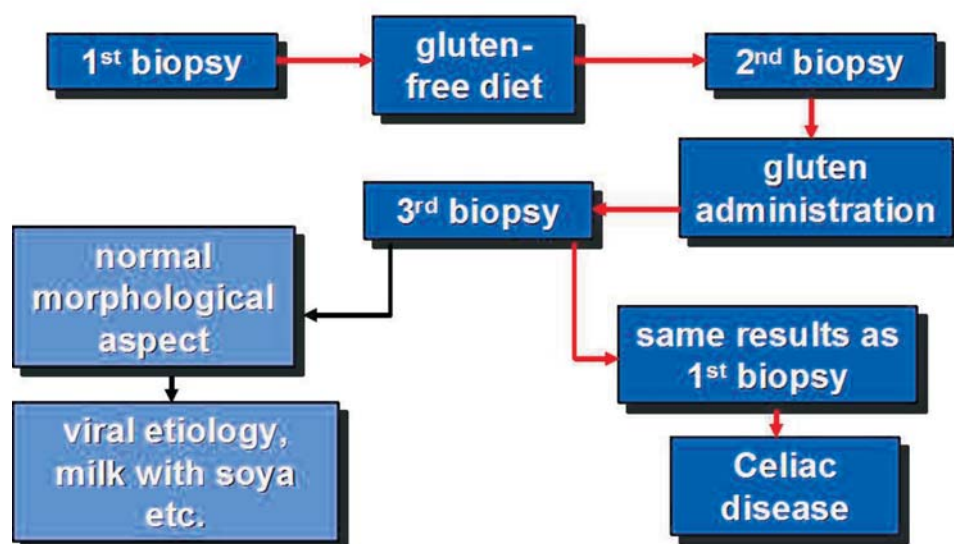 1st biopsy
gluten-
free diet
2nd biopsy
gluten
administration
3rd biopsy
normal
morphological
aspect
same results as
1st biopsy
viral etiology,
milk with soya
etc.
Celiac
disease